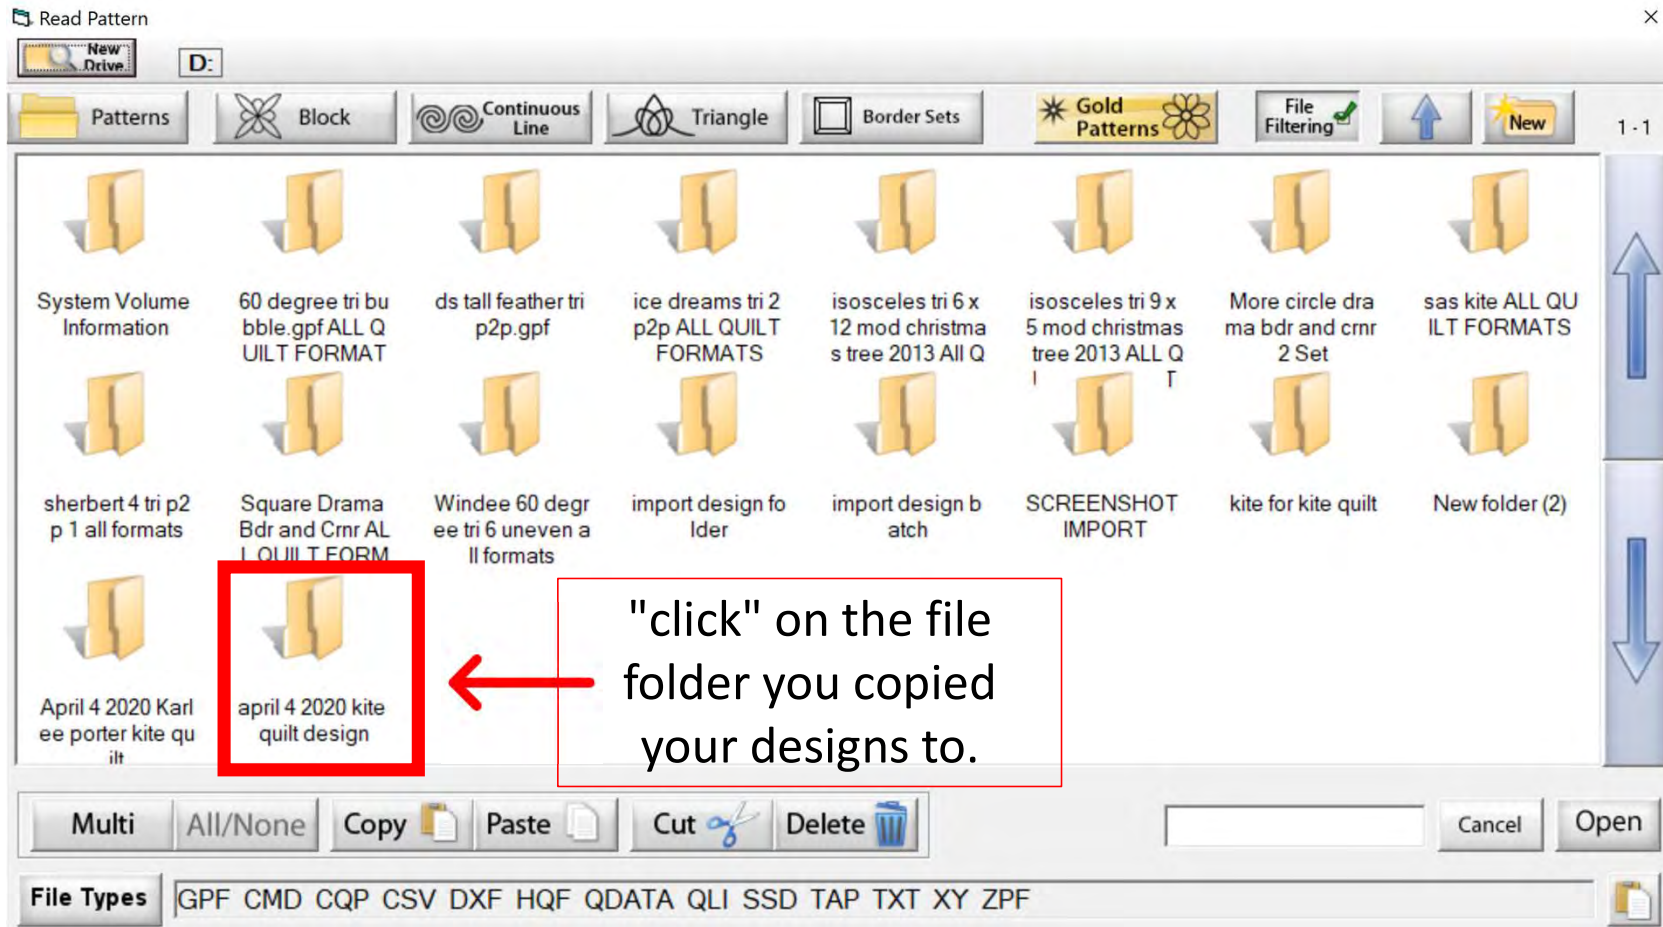 Read Pattern
New
Drive
D:
Patterns
Block
Continuous
Line
Triangle
Border Sets
Gold
Patterns
File
Filtering
New
1 - 1
System Volume
Information
60 degree tri bu
bble.gpf ALL Q
UILT FORMAT
ds tall feather tri
p2p.gpf
ice dreams tri 2
p2p ALL QUILT
FORMATS
isosceles tri 6 x
12 mod christma
s tree 2013 All Q
isosceles tri 9 x
5 mod christmas
tree 2013 ALL Q
More circle dra
ma bdr and crnr
2 Set
sas kite ALL QU
ILT FORMATS
sherbert 4 tri p2
p 1 all formats
Square Drama
Bdr and Crnr AL
L QUILT FORM
Windee 60 degr
ee tri 6 uneven a
ll formats
import design fo
lder
import design b
atch
SCREENSHOT
IMPORT
kite for kite quilt
New folder (2)
April 4 2020 Karl
ee porter kite qu
ilt
april 4 2020 kite
quilt design
"click" on the file
folder you copied
your designs to.
Multi
All/None
Copy
Paste
Cut
Delete
Cancel
Open
File Types
GPF CMD CQP CSV DXF HQF QDATA QLI SSD TAP TXT XY ZPF